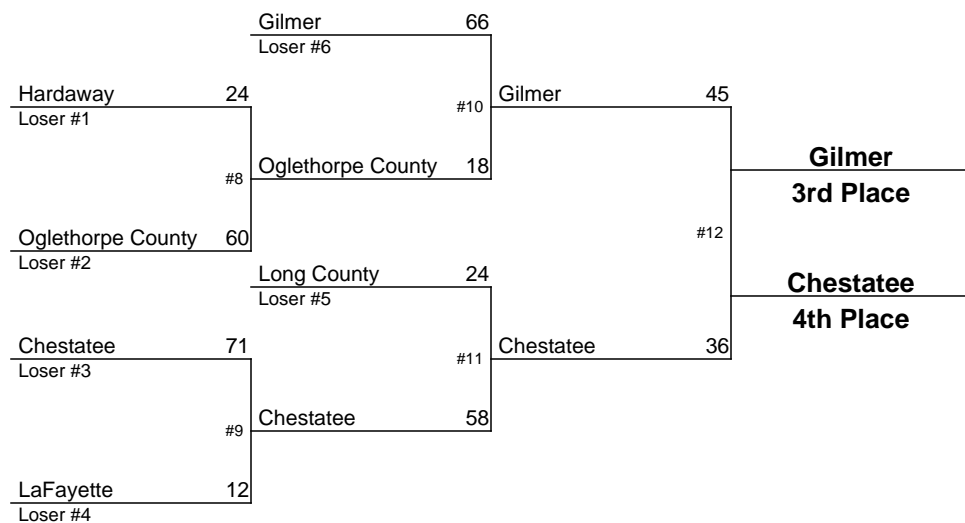 Gilmer 66
Loser #6
Hardaway 24
Loser #1
#10
Gilmer 45
#8
Oglethorpe County 18
Gilmer
3rd Place
Oglethorpe County 60
Loser #2
#12
Long County 24
Loser #5
Chestatee
4th Place
Chestatee 71
Loser #3
#11
Chestatee 36
#9
Chestatee 58
LaFayette 12
Loser #4